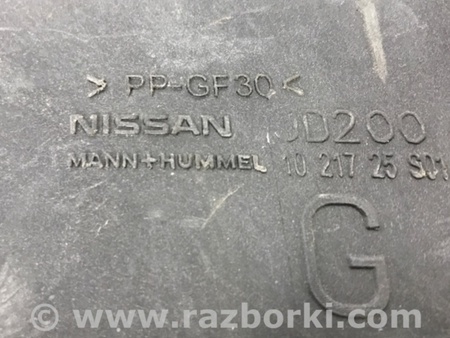 > PP-GF30 <
NISSAN JD200
MANN+HUMMEL 10 217 25 S01
G
www.razborki.com